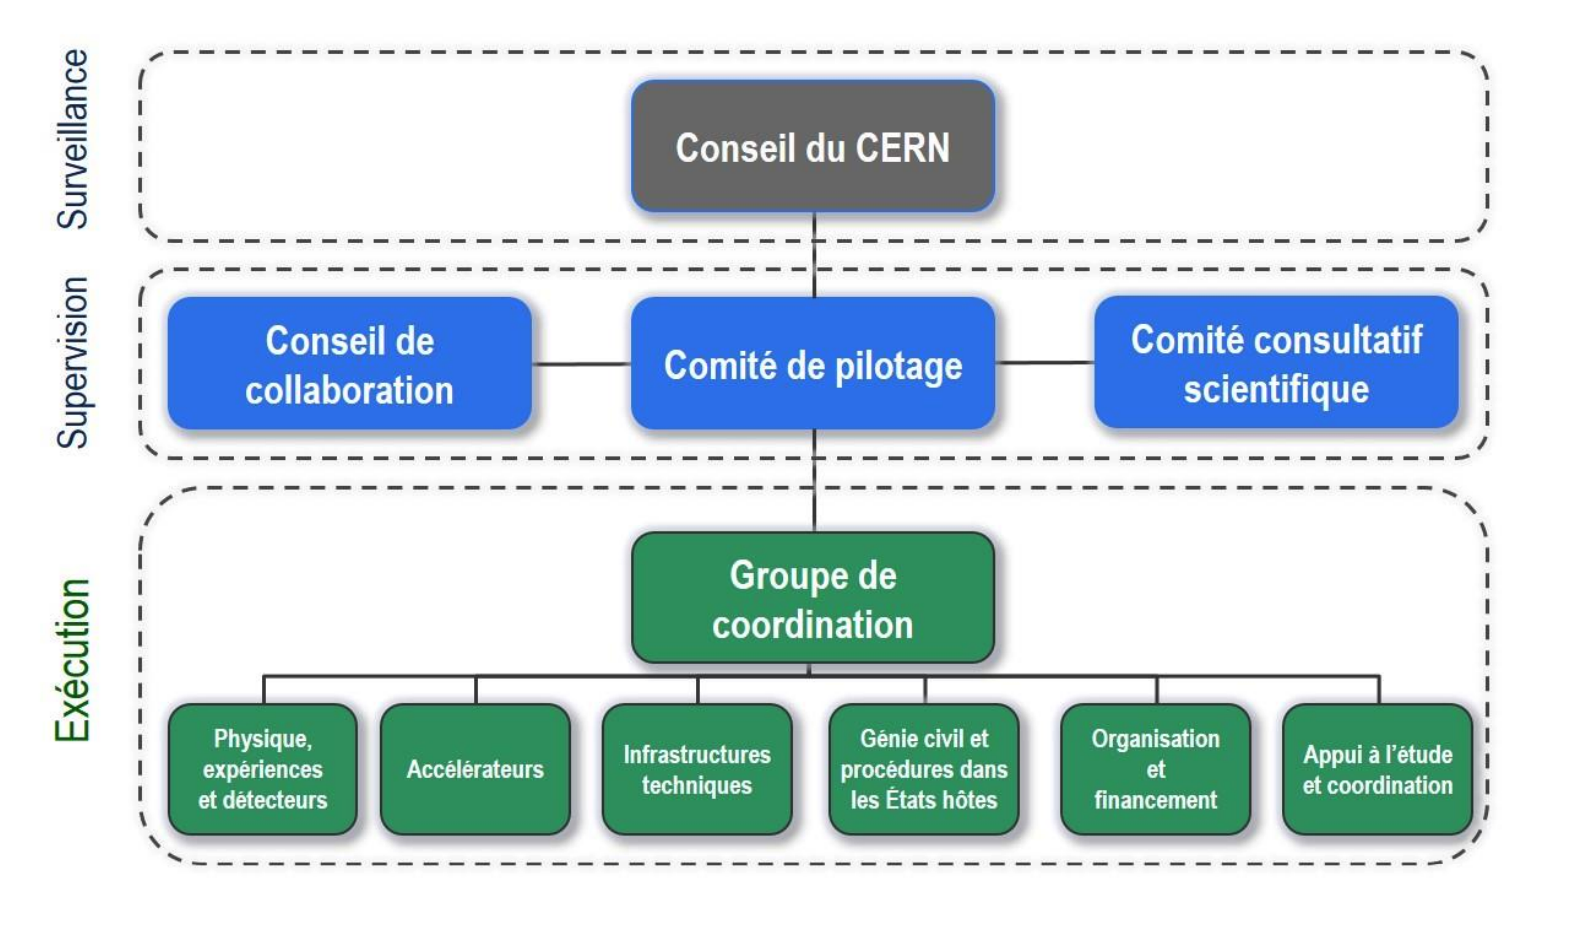 Surveillance
Conseil du CERN
Supervision
Conseil de
collaboration
Comité de pilotage
Comité consultatif
scientifique
Exécution
Groupe de
coordination
Physique,
expériences
et détecteurs
Accélérateurs
Infrastructures
techniques
Génie civil et
procédures dans
les États hôtes
Organisation
et
financement
Appui à l’étude
et coordination